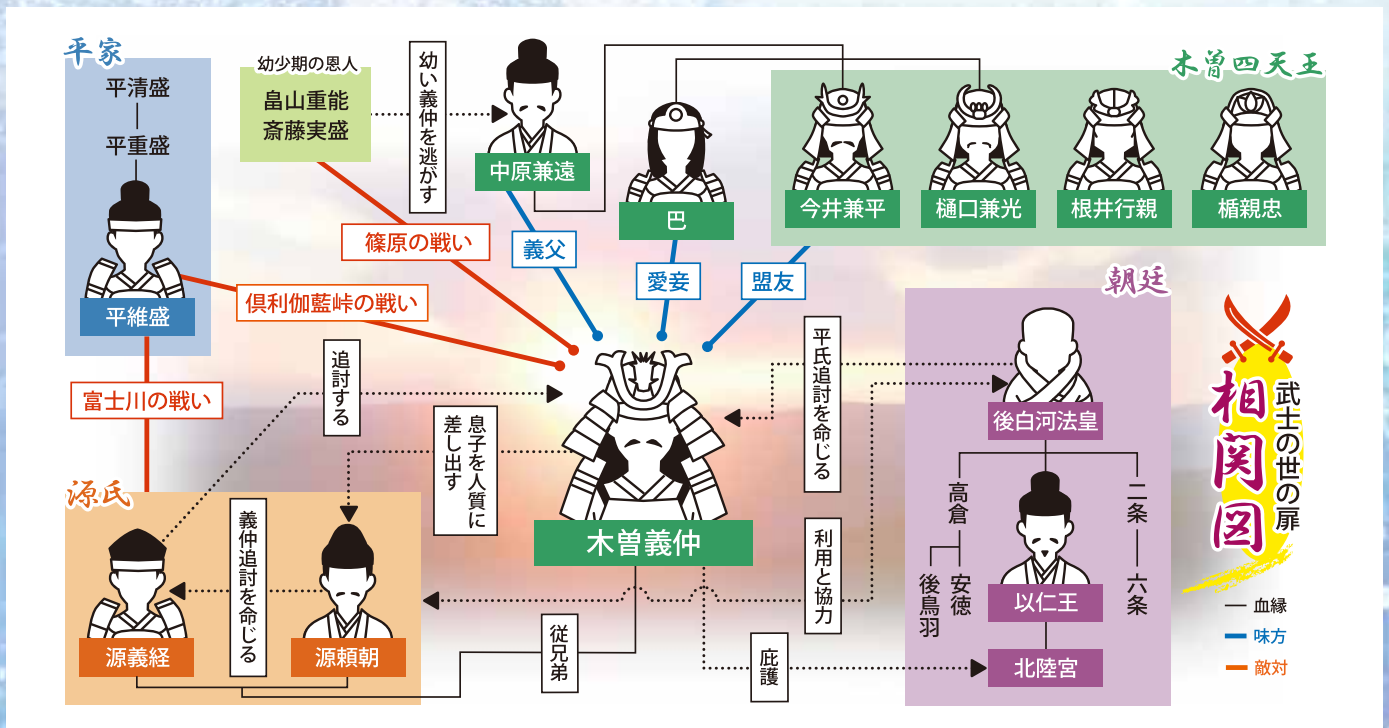 平家
平清盛
平重盛
平維盛
幼少期の恩人
畠山重能
斎藤実盛
幼い義仲を逃がす
中原兼遠
巴
木曽四天王
今井兼平
樋口兼光
根井行親
楯親忠
篠原の戦い
義父
愛妾
盟友
倶利伽藍峠の戦い
富士川の戦い
追討する
息子を人質に
差し出す
平氏追討を命じる
朝廷
後白河法皇
高倉
二条
安徳
後鳥羽
六条
以仁王
北陸宮
木曽義仲
利用と協力
源氏
義仲追討を命じる
源義経
源頼朝
従兄弟
庇護
武士の世の扉
相関図
血縁
味方
敵対